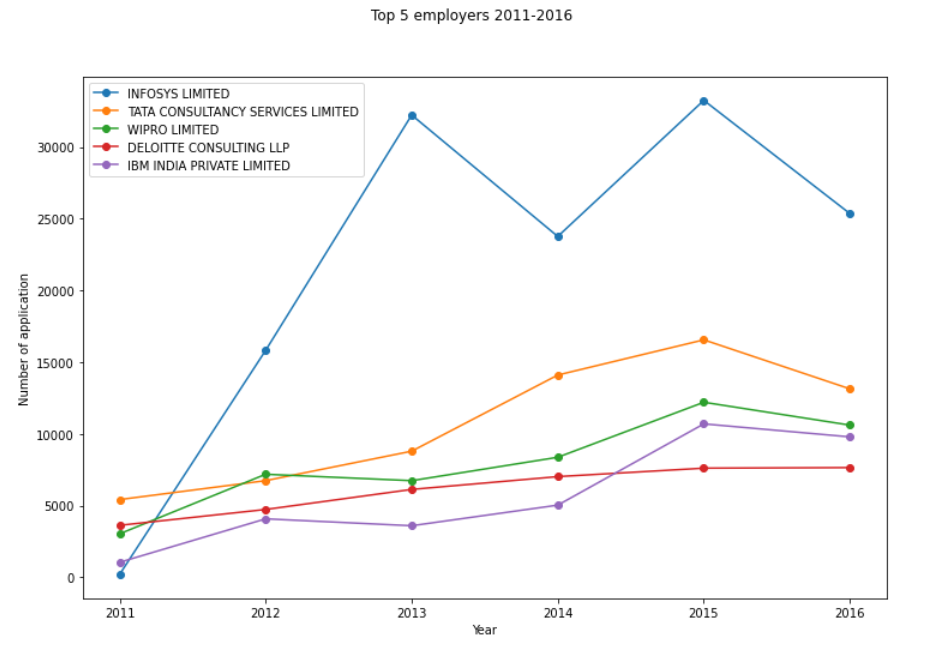 Top 5 employers 2011-2016
INFOSYS LIMITED
TATA CONSULTANCY SERVICES LIMITED
WIPRO LIMITED
DELOITTE CONSULTING LLP
IBM INDIA PRIVATE LIMITED
30000
25000
20000
15000
10000
5000
0
Number of application
2011 2012 2013 2014 2015 2016
Year